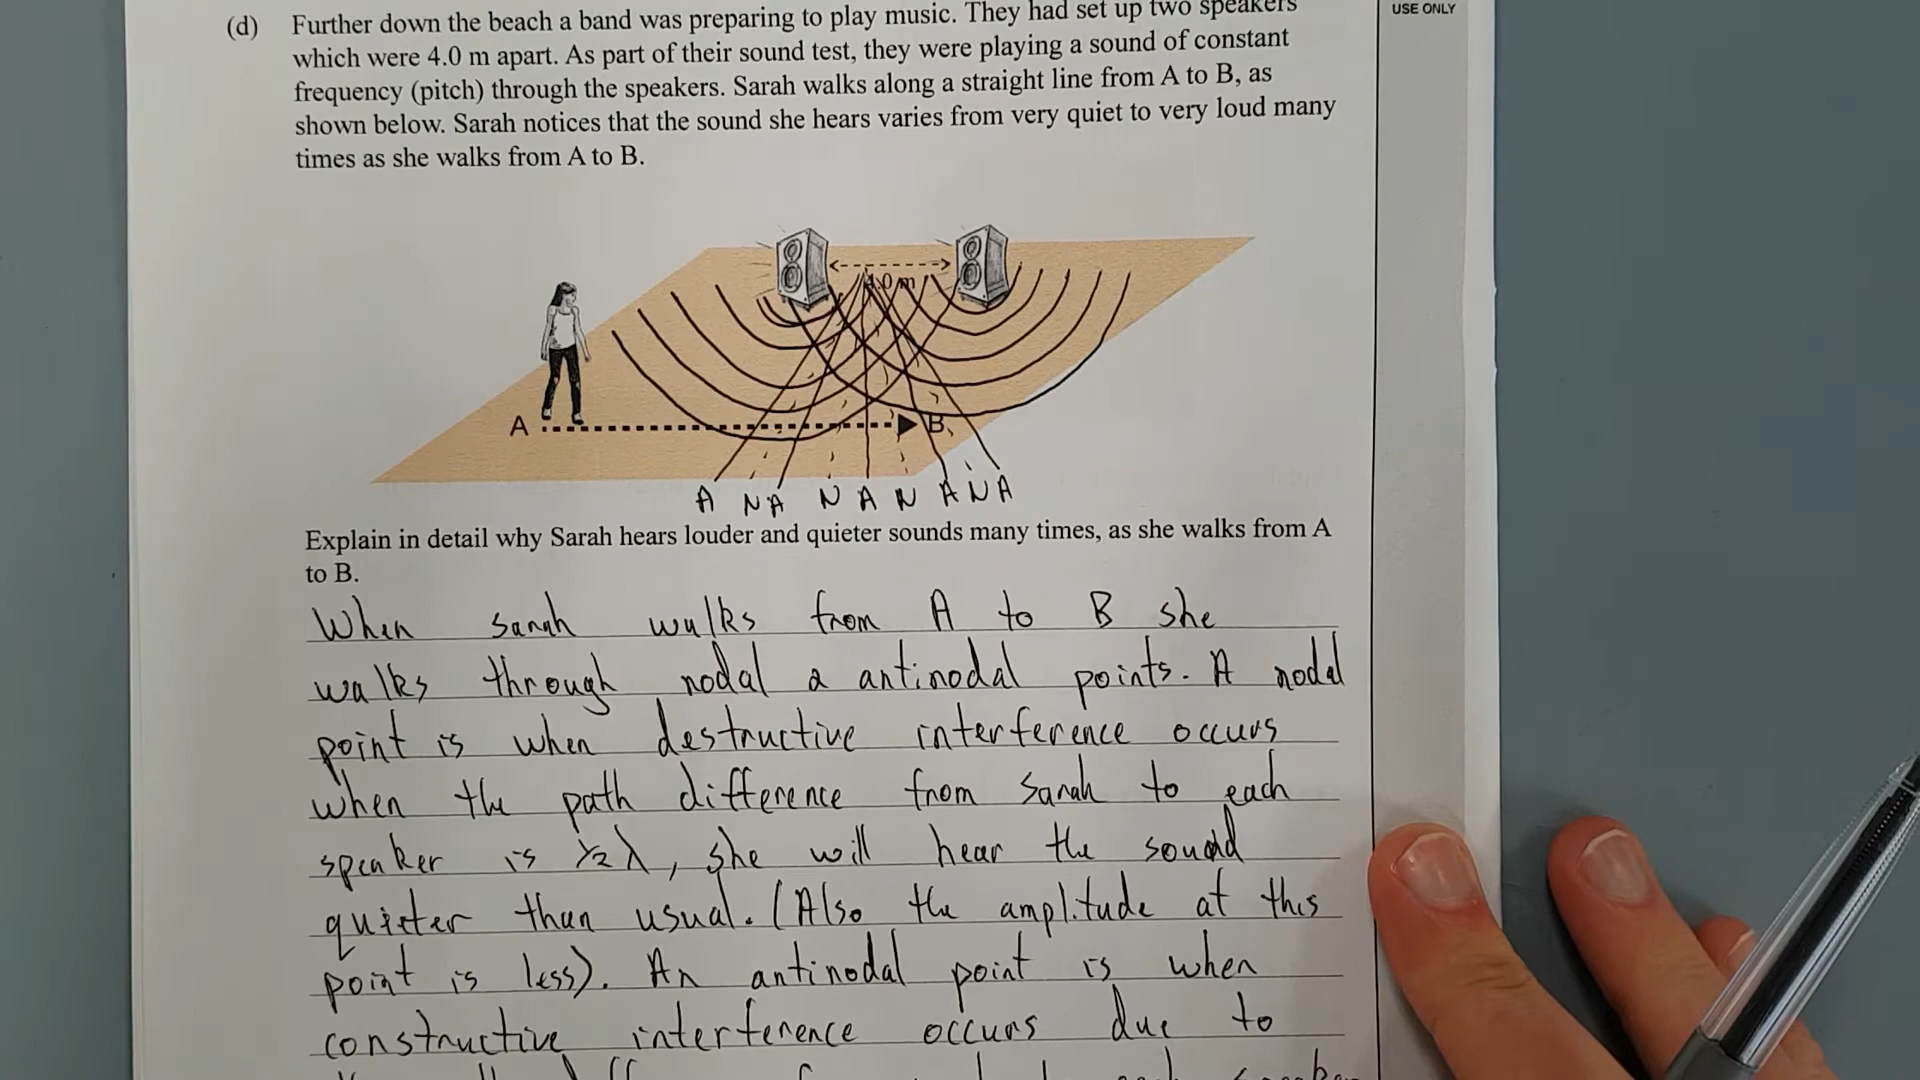 USE ONLY
(d) Further down the beach a band was preparing to play music. They had set up two speakers
which were 4.0 m apart. As part of their sound test, they were playing a sound of constant
frequency (pitch) through the speakers. Sarah walks along a straight line from A to B, as
shown below. Sarah notices that the sound she hears varies from very quiet to very loud many
times as she walks from A to B.
4.0 m
A B
A N A N A N A N A
Explain in detail why Sarah hears louder and quieter sounds many times, as she walks from A
to B.
When sarah walks from A to B she
walks through nodal & antinodal points. A nodal
point is when destructive interference occurs
when the path difference from Sarah to each
speaker is 1/2 λ, she will hear the sound
quieter than usual. (Also the amplitude at this
point is less). An antinodal point is when
constructive interference occurs due to